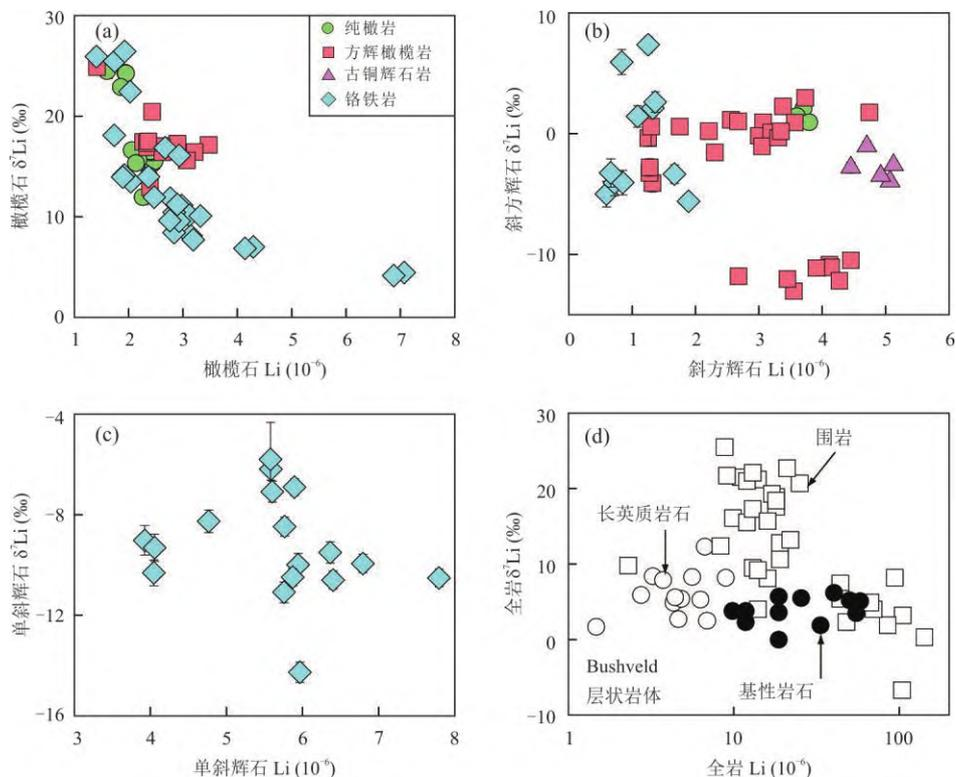 (a)
纯橄岩
方辉橄榄岩
古铜辉石岩
铬铁岩
30
20
10
0
橄榄石 δ⁷Li (‰)
1 2 3 4 5 6 7 8
橄榄石 Li (10⁻⁶)
(b)
10
0
−10
斜方辉石 δ⁷Li (‰)
0 1 2 3 4 5 6
斜方辉石 Li (10⁻⁶)
(c)
−4
−8
−12
−16
单斜辉石 δ⁷Li (‰)
3 4 5 6 7 8
单斜辉石 Li (10⁻⁶)
(d)
围岩
长英质岩石
Bushveld
层状岩体
基性岩石
30
20
10
0
−10
全岩δ⁷Li (‰)
1 10 100
全岩 Li (10⁻⁶)